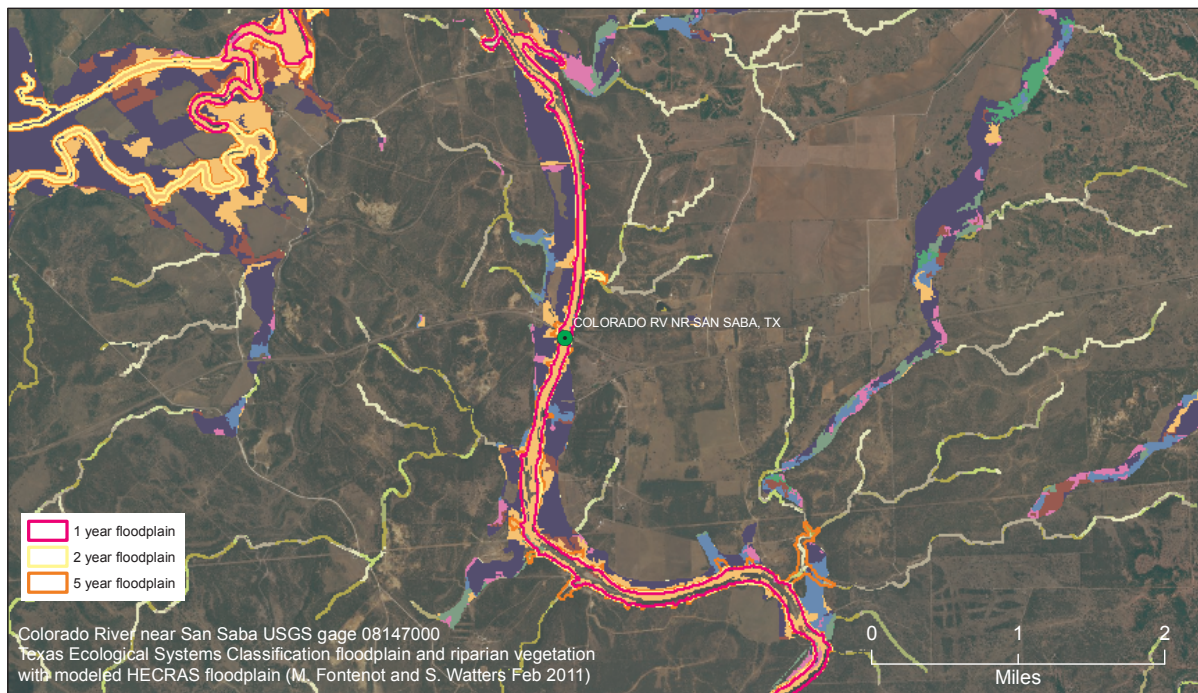 COLORADO RV NR SAN SABA, TX
1 year floodplain
2 year floodplain
5 year floodplain
Colorado River near San Saba USGS gage 08147000
Texas Ecological Systems Classification floodplain and riparian vegetation
with modeled HECRAS floodplain (M. Fontenot and S. Watters Feb 2011)
0 1 2
Miles